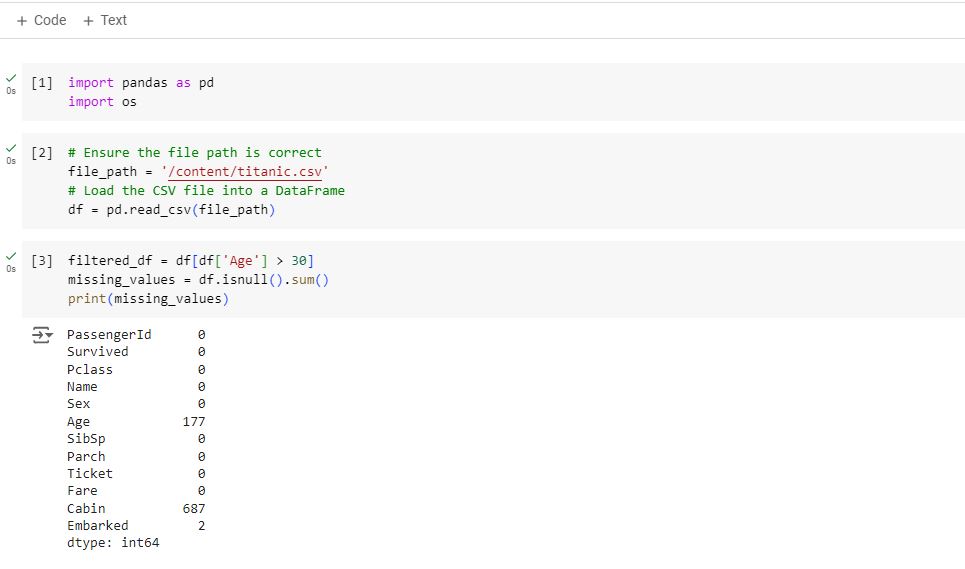 + Code + Text
[1] import pandas as pd
import os
0s
[2] # Ensure the file path is correct
0s
file_path = '/content/titanic.csv'
# Load the CSV file into a DataFrame
df = pd.read_csv(file_path)
[3] filtered_df = df[df['Age'] > 30]
0s
missing_values = df.isnull().sum()
print(missing_values)
PassengerId 0
Survived 0
Pclass 0
Name 0
Sex 0
Age 177
SibSp 0
Parch 0
Ticket 0
Fare 0
Cabin 687
Embarked 2
dtype: int64